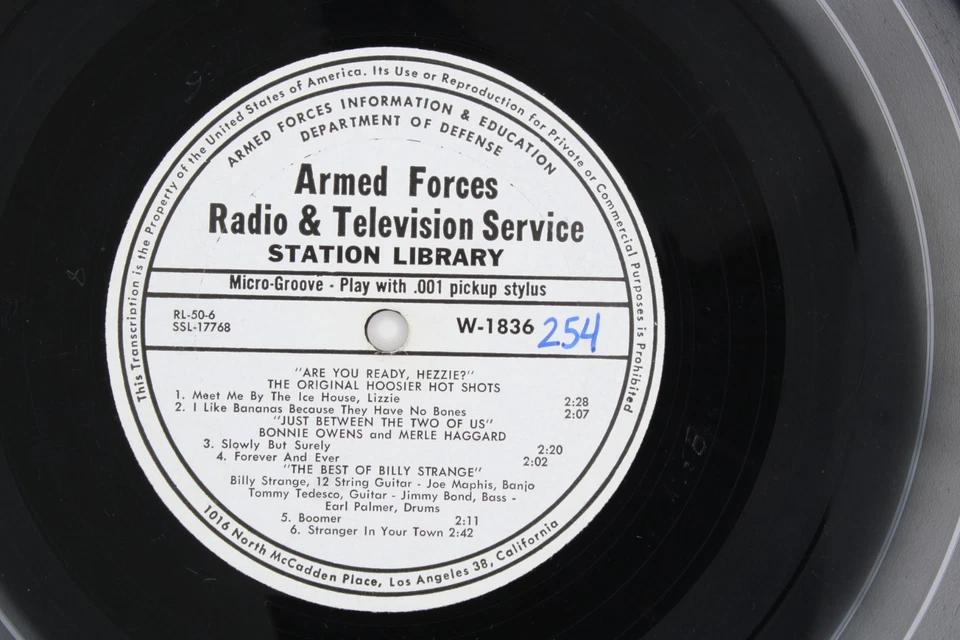 This Transcription is the Property of the United States of America. Its Use or Reproduction for Private or Commercial Purposes is Prohibited
ARMED FORCES INFORMATION & EDUCATION
DEPARTMENT OF DEFENSE
Armed Forces
Radio & Television Service
STATION LIBRARY
Micro-Groove - Play with .001 pickup stylus
RL-50-6
SSL-17768
W-1836 254
"ARE YOU READY, HEZZIE?"
THE ORIGINAL HOOSIER HOT SHOTS
1. Meet Me By The Ice House, Lizzie 2:28
2. I Like Bananas Because They Have No Bones 2:07
"JUST BETWEEN THE TWO OF US"
BONNIE OWENS and MERLE HAGGARD
3. Slowly But Surely 2:20
4. Forever And Ever 2:02
"THE BEST OF BILLY STRANGE"
Billy Strange, 12 String Guitar - Joe Maphis, Banjo
Tommy Tedesco, Guitar - Jimmy Bond, Bass -
Earl Palmer, Drums
5. Boomer 2:11
6. Stranger In Your Town 2:42
1016 North McCadden Place, Los Angeles 38, California